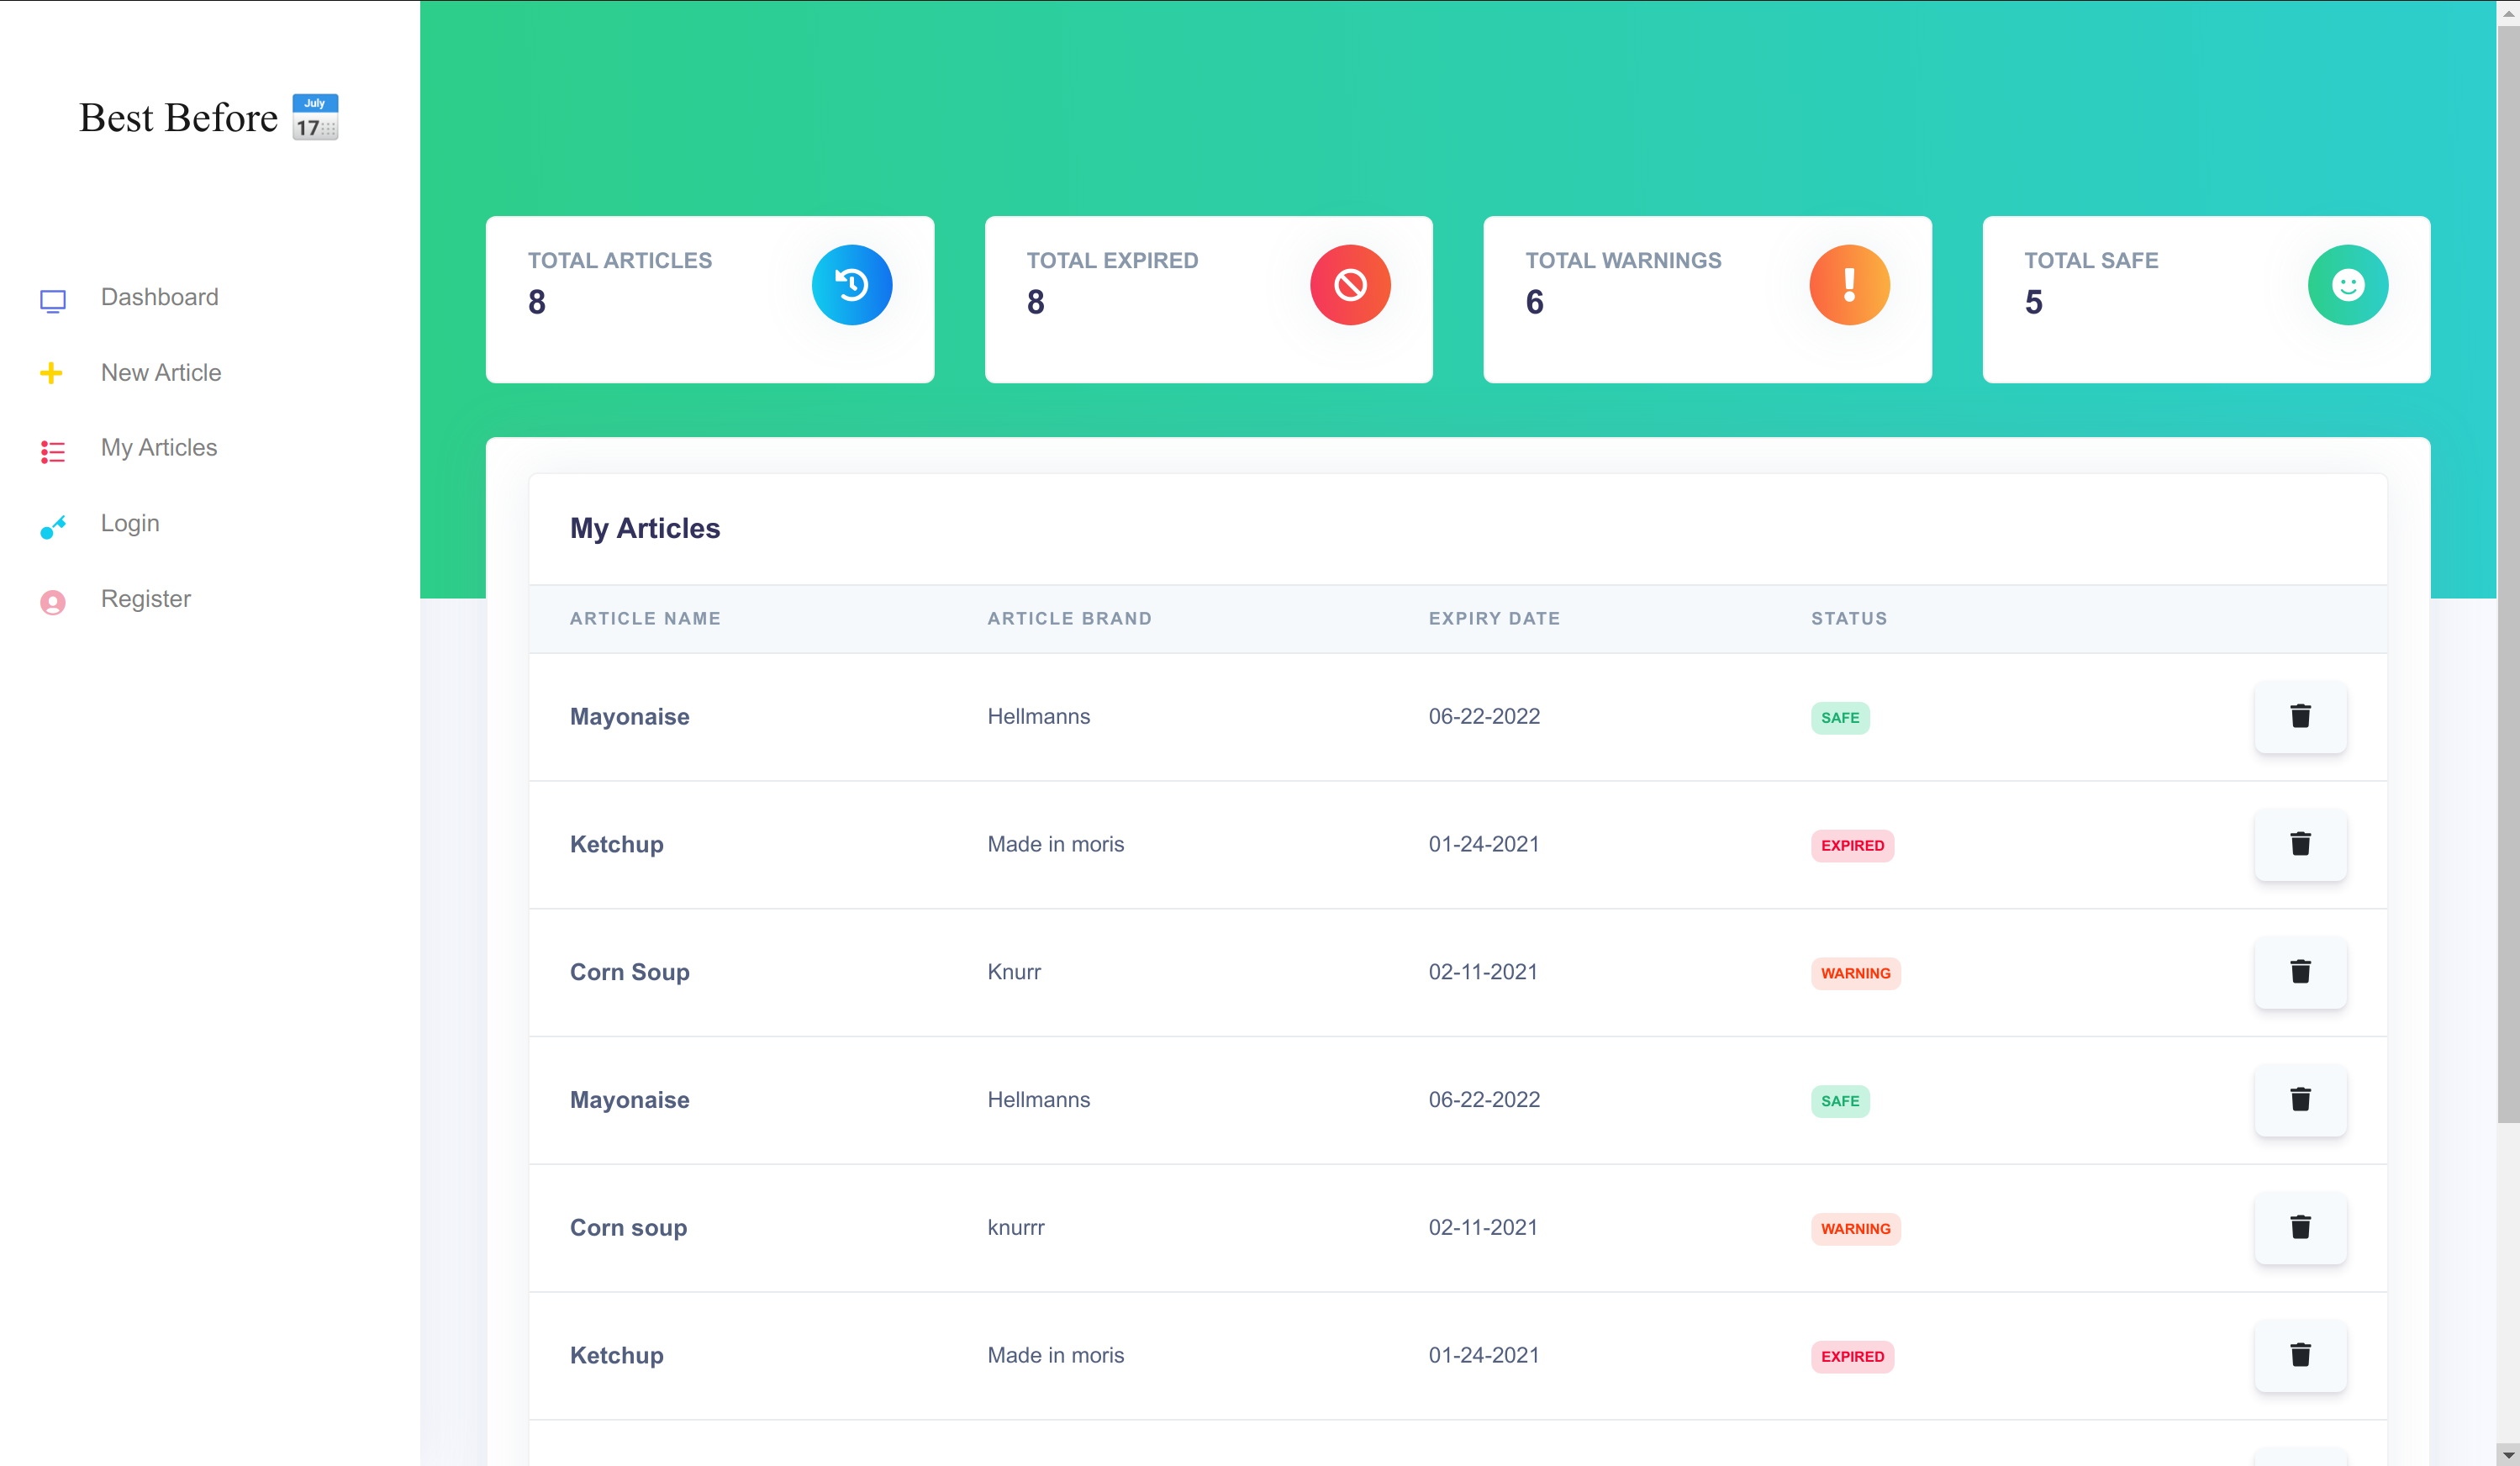 Best Before
July
17
Dashboard
New Article
My Articles
Login
Register
TOTAL ARTICLES
8
TOTAL EXPIRED
8
TOTAL WARNINGS
6
TOTAL SAFE
5
My Articles
ARTICLE NAME ARTICLE BRAND EXPIRY DATE STATUS
Mayonaise Hellmanns 06-22-2022 SAFE
Ketchup Made in moris 01-24-2021 EXPIRED
Corn Soup Knurr 02-11-2021 WARNING
Mayonaise Hellmanns 06-22-2022 SAFE
Corn soup knurrr 02-11-2021 WARNING
Ketchup Made in moris 01-24-2021 EXPIRED